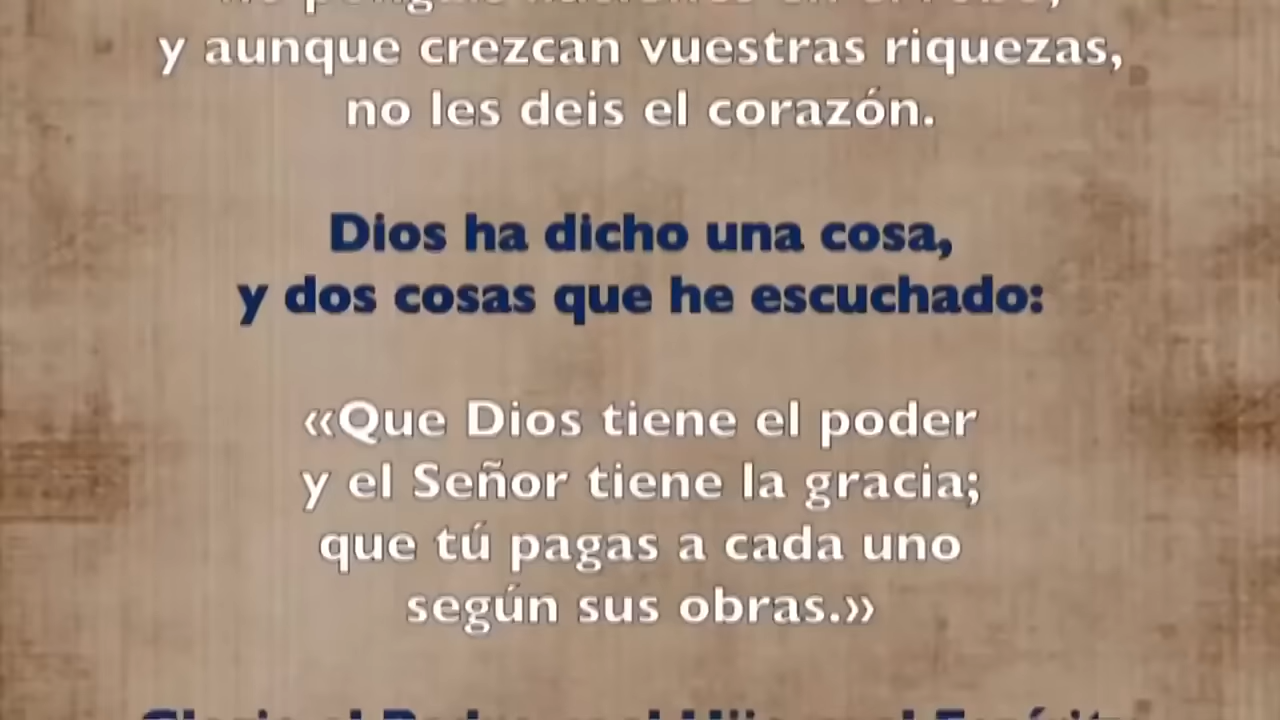 y aunque crezcan vuestras riquezas,
no les deis el corazón.
Dios ha dicho una cosa,
y dos cosas que he escuchado:
«Que Dios tiene el poder
y el Señor tiene la gracia;
que tú pagas a cada uno
según sus obras.»